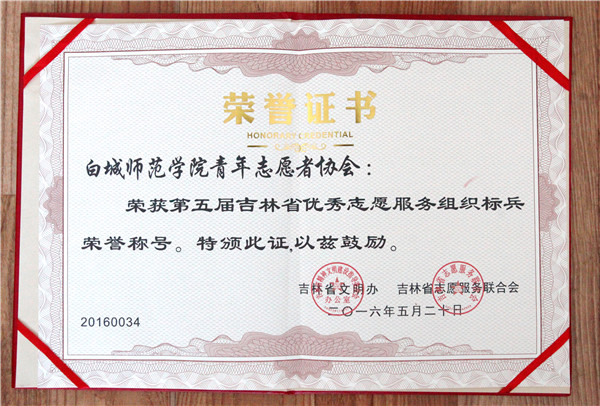 荣誉证书
HONORARY CREDENTIAL
白城师范学院青年志愿者协会：
荣获第五届吉林省优秀志愿服务组织标兵
荣誉称号。特颁此证，以兹鼓励。
吉林省文明办 吉林省志愿服务联合会
二〇一六年五月二十日
20160034
办公室